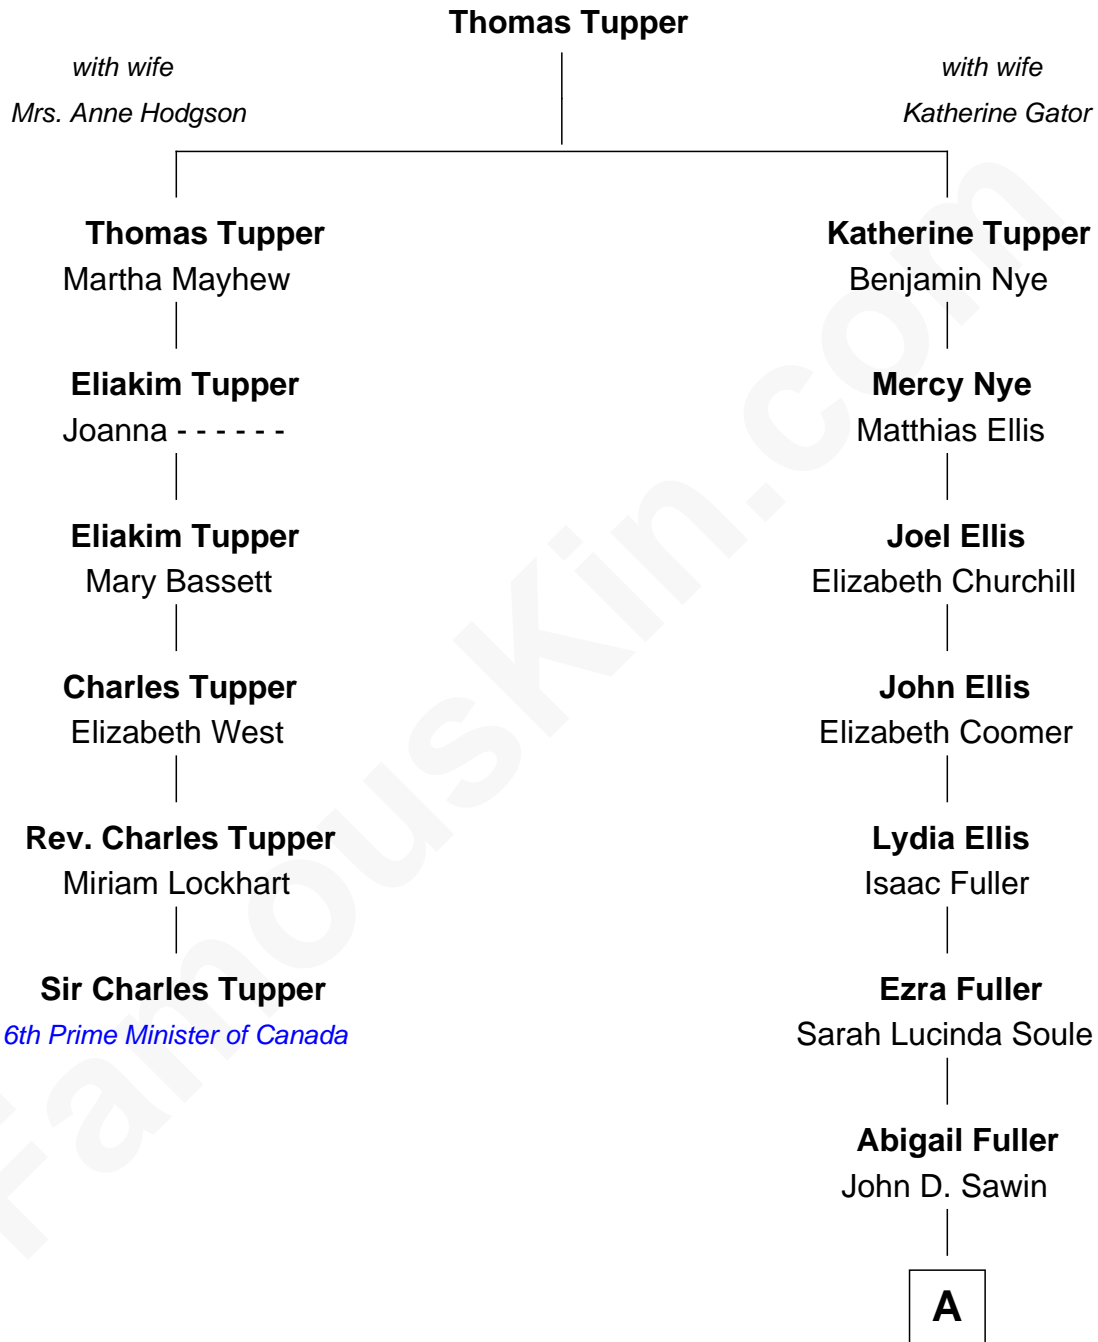 Thomas Tupper
with wife
Mrs. Anne Hodgson
with wife
Katherine Gator
Thomas Tupper
Martha Mayhew
Eliakim Tupper
Joanna - - - - - -
Eliakim Tupper
Mary Bassett
Charles Tupper
Elizabeth West
Rev. Charles Tupper
Miriam Lockhart
Sir Charles Tupper
6th Prime Minister of Canada
Katherine Tupper
Benjamin Nye
Mercy Nye
Matthias Ellis
Joel Ellis
Elizabeth Churchill
John Ellis
Elizabeth Coomer
Lydia Ellis
Isaac Fuller
Ezra Fuller
Sarah Lucinda Soule
Abigail Fuller
John D. Sawin
A
FamousKin.com